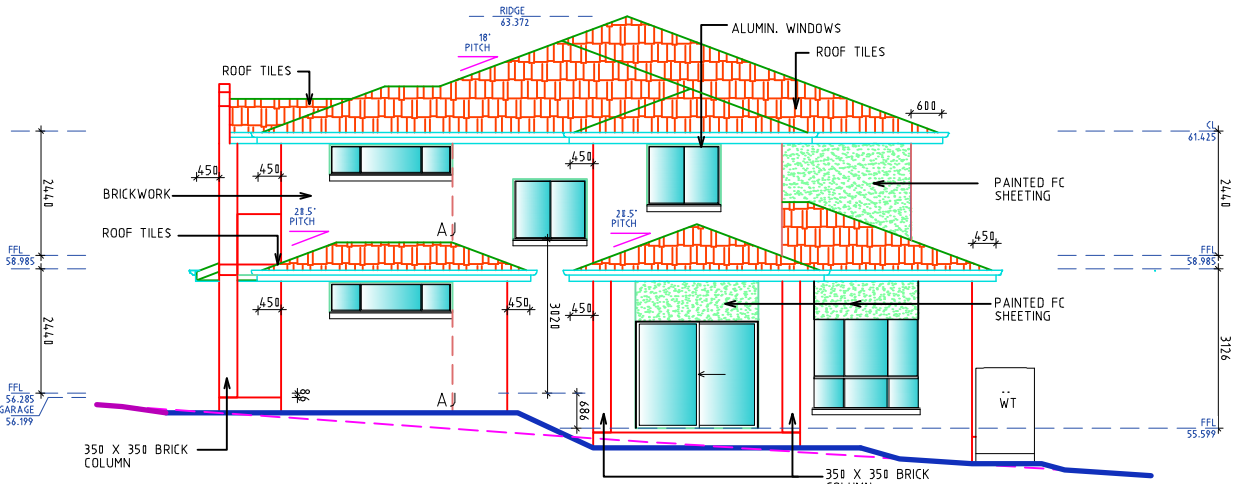 RIDGE
63.372
18°
PITCH
ALUMIN. WINDOWS
ROOF TILES
ROOF TILES
600
CL
61.425
450
450
450
2440
BRICKWORK
PAINTED FC
SHEETING
2440
28.5°
PITCH
28.5°
PITCH
ROOF TILES
AJ
450
FFL
58.985
FFL
58.985
450
450
450
3020
PAINTED FC
SHEETING
2440
3126
FFL
56.285
GARAGE
56.199
86
AJ
686
WT
FFL
55.599
350 X 350 BRICK
COLUMN
350 X 350 BRICK
COLUMN